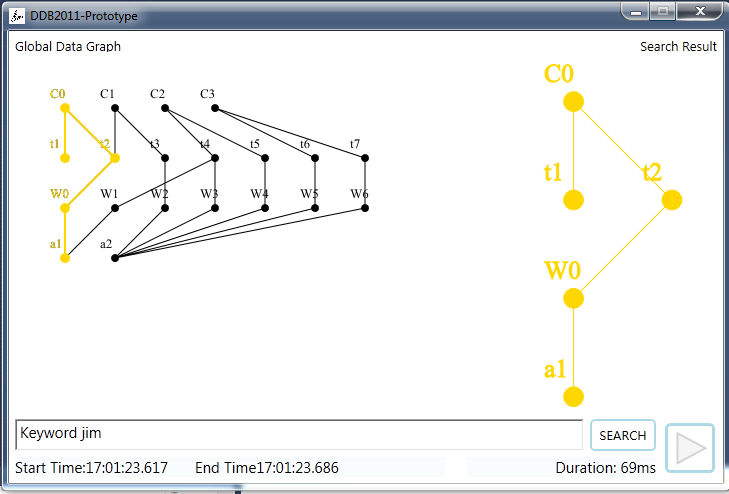 DDB2011-Prototype
Global Data Graph
Search Result
C0 C1 C2 C3
t1 t2 t3 t4 t5 t6 t7
W0 W1 W2 W3 W4 W5 W6
a1 a2
C0
t1 t2
W0
a1
Keyword jim
SEARCH
Start Time:17:01:23.617 End Time17:01:23.686 Duration: 69ms